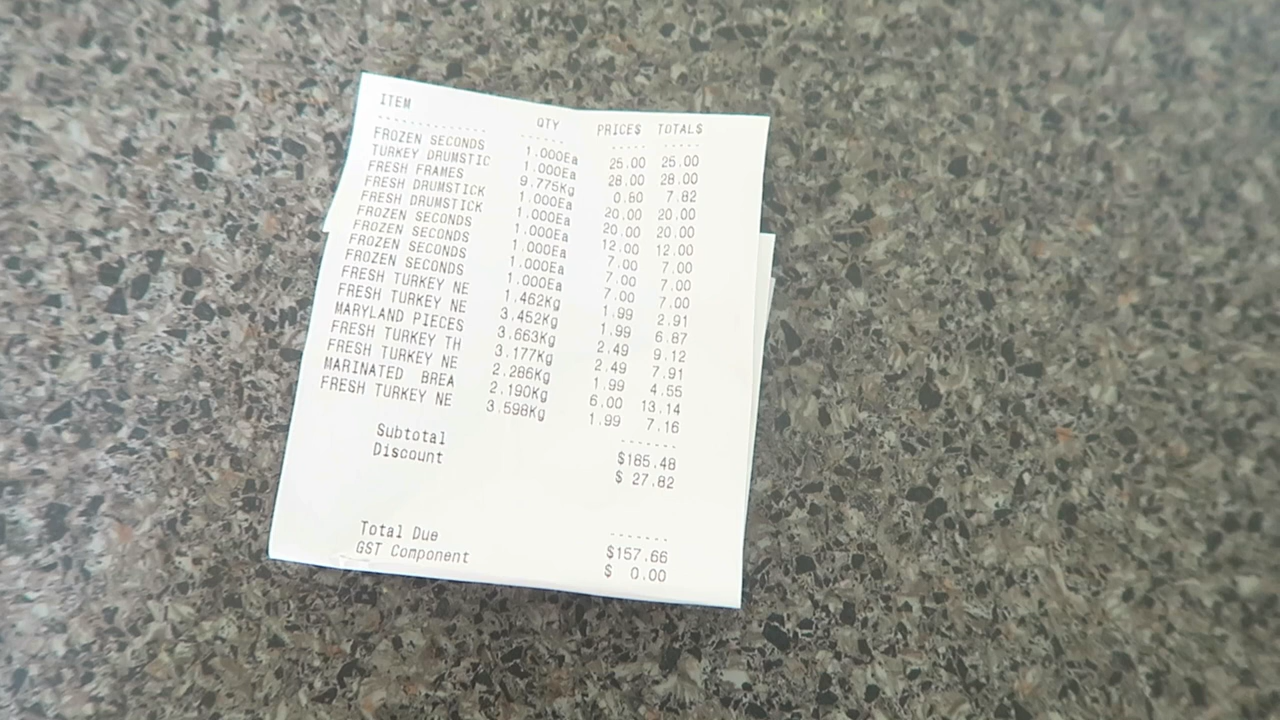 ITEM QTY PRICE$ TOTAL$
FROZEN SECONDS 1.000Ea 25.00 25.00
TURKEY DRUMSTIC 1.000Ea 28.00 28.00
FRESH FRAMES 9.775Kg 0.80 7.82
FRESH DRUMSTICK 1.000Ea 20.00 20.00
FRESH DRUMSTICK 1.000Ea 20.00 20.00
FROZEN SECONDS 1.000Ea 12.00 12.00
FROZEN SECONDS 1.000Ea 7.00 7.00
FROZEN SECONDS 1.000Ea 7.00 7.00
FROZEN SECONDS 1.000Ea 7.00 7.00
FRESH TURKEY NE 1.462Kg 1.99 2.91
FRESH TURKEY NE 3.452Kg 1.99 6.87
MARYLAND PIECES 3.663Kg 2.49 9.12
FRESH TURKEY TH 3.177Kg 2.49 7.91
FRESH TURKEY NE 2.286Kg 1.99 4.55
MARINATED BREA 2.190Kg 6.00 13.14
FRESH TURKEY NE 3.598Kg 1.99 7.16
Subtotal $185.48
Discount $ 27.82
Total Due $157.66
GST Component $ 0.00